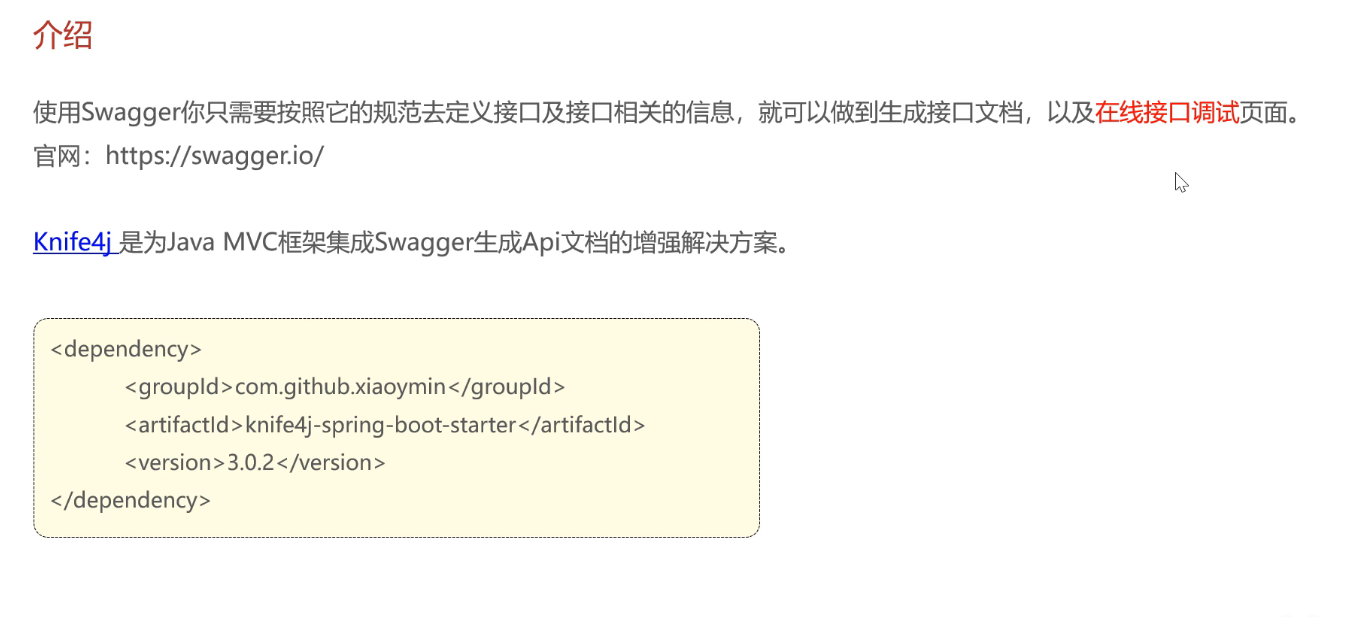 介绍
使用Swagger你只需要按照它的规范去定义接口及接口相关的信息，就可以做到生成接口文档，以及在线接口调试页面。
官网：https://swagger.io/
Knife4j 是为Java MVC框架集成Swagger生成Api文档的增强解决方案。
<dependency>
<groupId>com.github.xiaoymin</groupId>
<artifactId>knife4j-spring-boot-starter</artifactId>
<version>3.0.2</version>
</dependency>